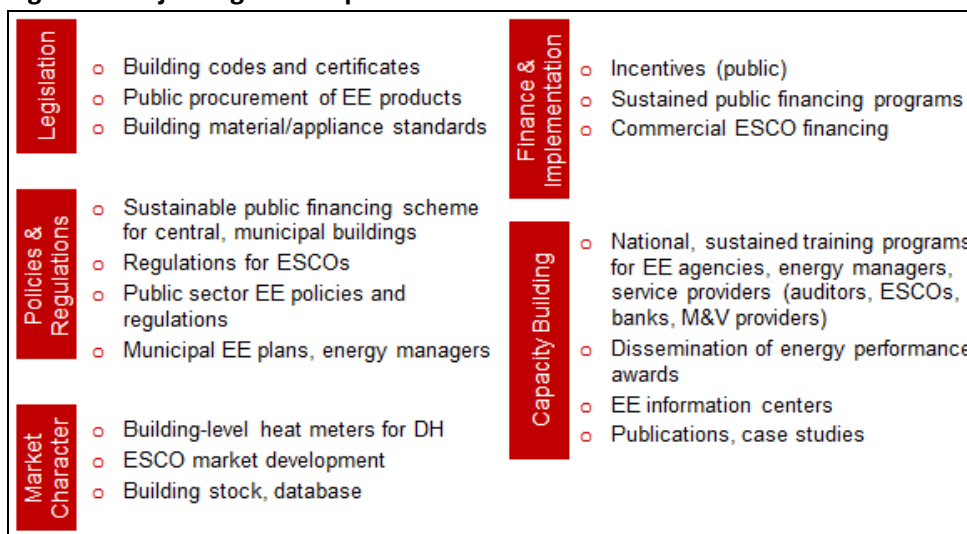 Legislation
Building codes and certificates
Public procurement of EE products
Building material/appliance standards
Policies &
Regulations
Sustainable public financing scheme
for central, municipal buildings
Regulations for ESCOs
Public sector EE policies and
regulations
Municipal EE plans, energy managers
Market
Character
Building-level heat meters for DH
ESCO market development
Building stock, database
Finance &
Implementation
Incentives (public)
Sustained public financing programs
Commercial ESCO financing
Capacity Building
National, sustained training programs
for EE agencies, energy managers,
service providers (auditors, ESCOs,
banks, M&V providers)
Dissemination of energy performance
awards
EE information centers
Publications, case studies